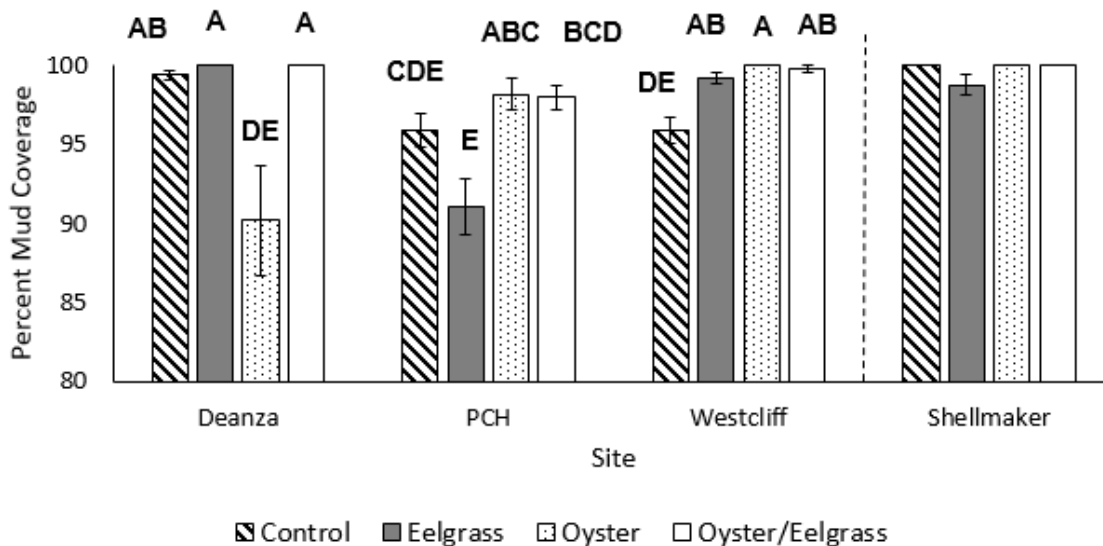 AB A A ABC BCD AB A AB
CDE DE
DE E
100
95
90
85
80
Percent Mud Coverage
Deanza PCH Westcliff Shellmaker
Site
Control Eelgrass Oyster Oyster/Eelgrass